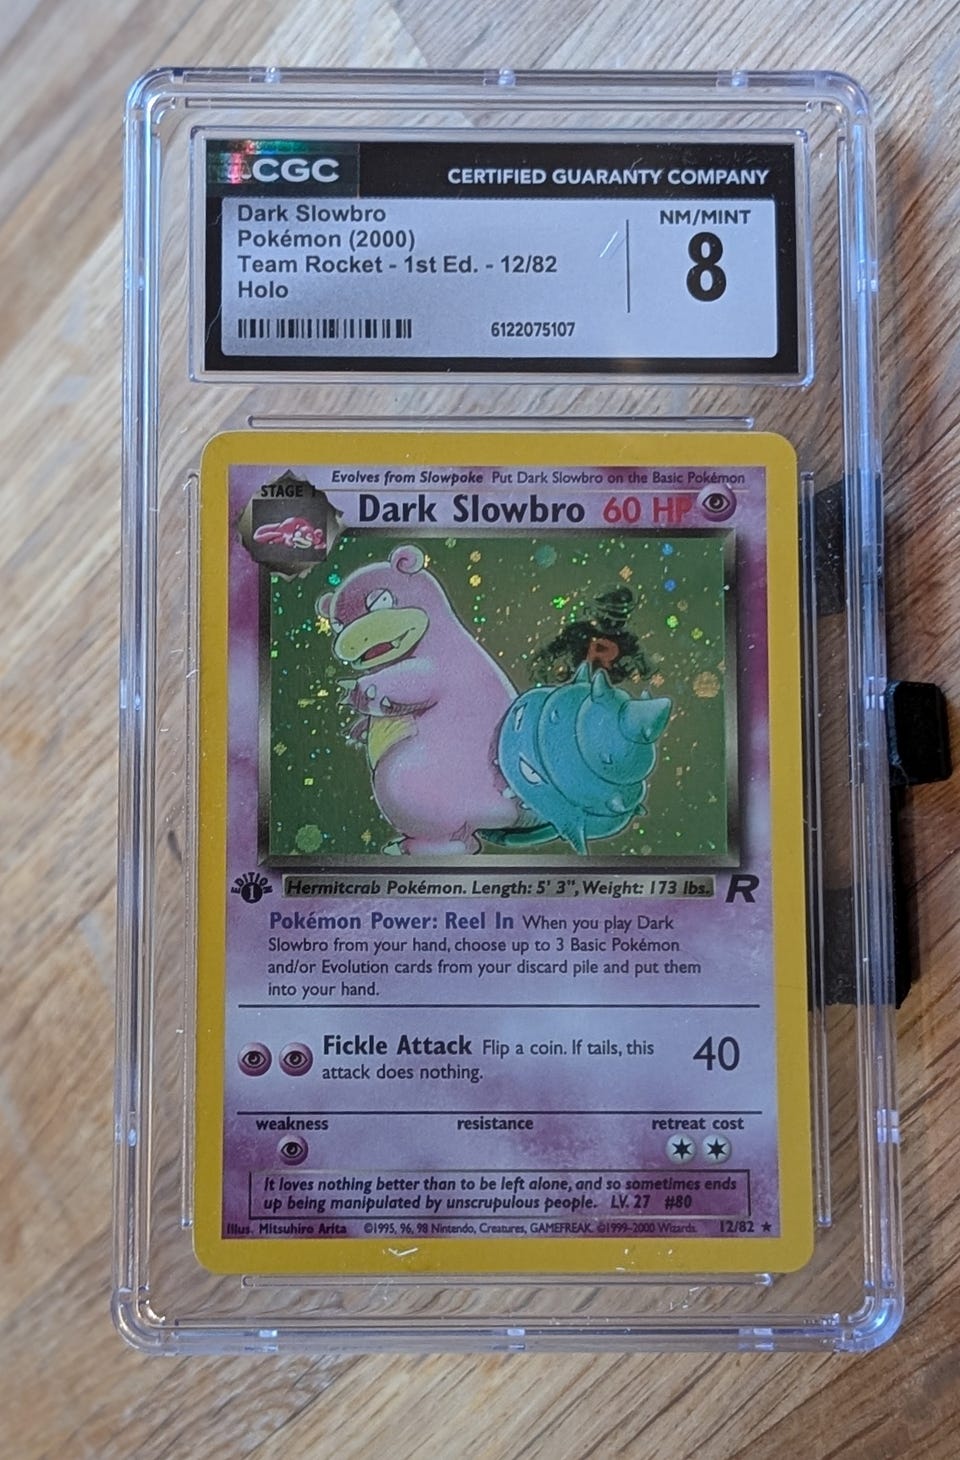 CGC
CERTIFIED GUARANTY COMPANY
Dark Slowbro
Pokémon (2000)
Team Rocket - 1st Ed. - 12/82
Holo
NM/MINT
8
6122075107
Evolves from Slowpoke Put Dark Slowbro on the Basic Pokémon
STAGE 1
Dark Slowbro 60 HP
R
EDITION
1
Hermitcrab Pokémon. Length: 5' 3", Weight: 173 lbs.
R
Pokémon Power: Reel In When you play Dark
Slowbro from your hand, choose up to 3 Basic Pokémon
and/or Evolution cards from your discard pile and put them
into your hand.
Fickle Attack Flip a coin. If tails, this
attack does nothing.
40
weakness
resistance
retreat cost
It loves nothing better than to be left alone, and so sometimes ends
up being manipulated by unscrupulous people. LV. 27 #80
Illus. Mitsuhiro Arita ©1995, 96, 98 Nintendo, Creatures, GAMEFREAK. ©1999-2000 Wizards. 12/82 ★